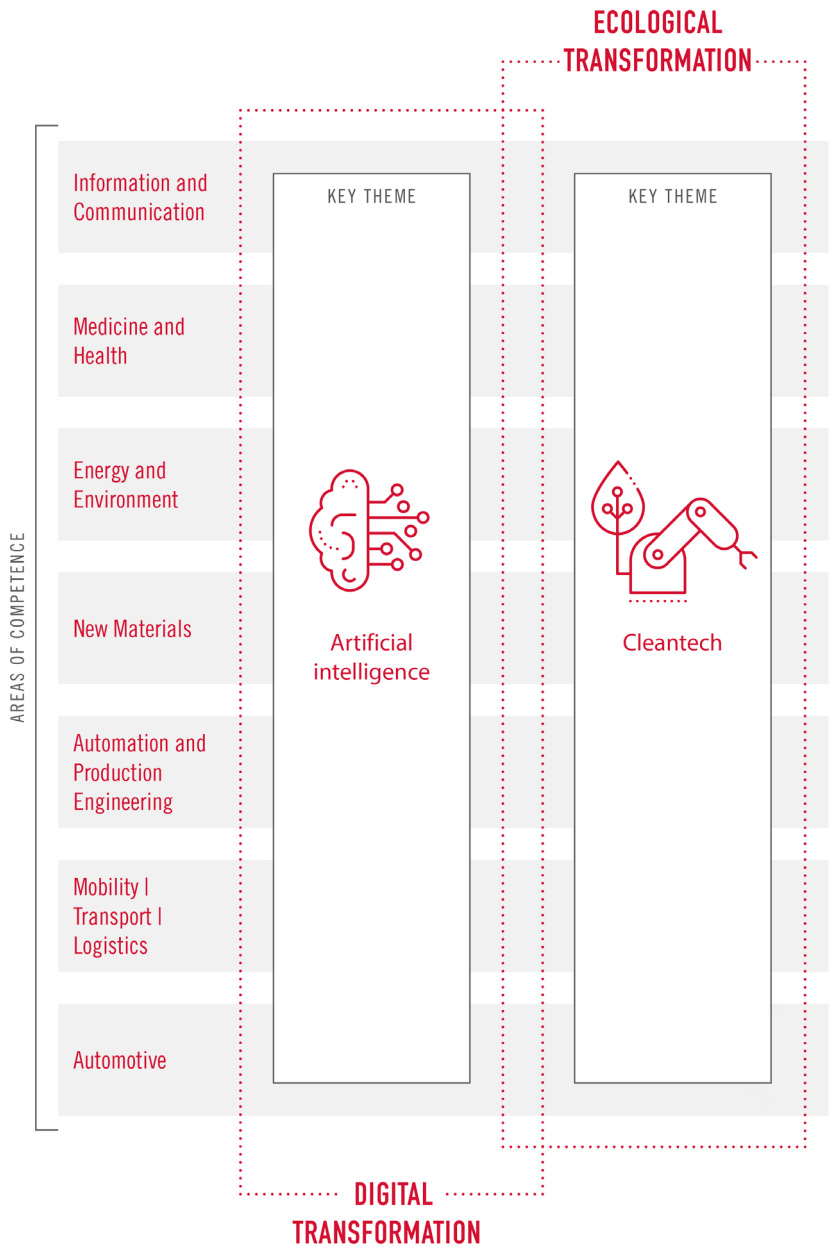 ECOLOGICAL
TRANSFORMATION
AREAS OF COMPETENCE
Information and
Communication
Medicine and
Health
Energy and
Environment
New Materials
Automation and
Production
Engineering
Mobility |
Transport |
Logistics
Automotive
KEY THEME
Artificial
intelligence
KEY THEME
Cleantech
DIGITAL
TRANSFORMATION